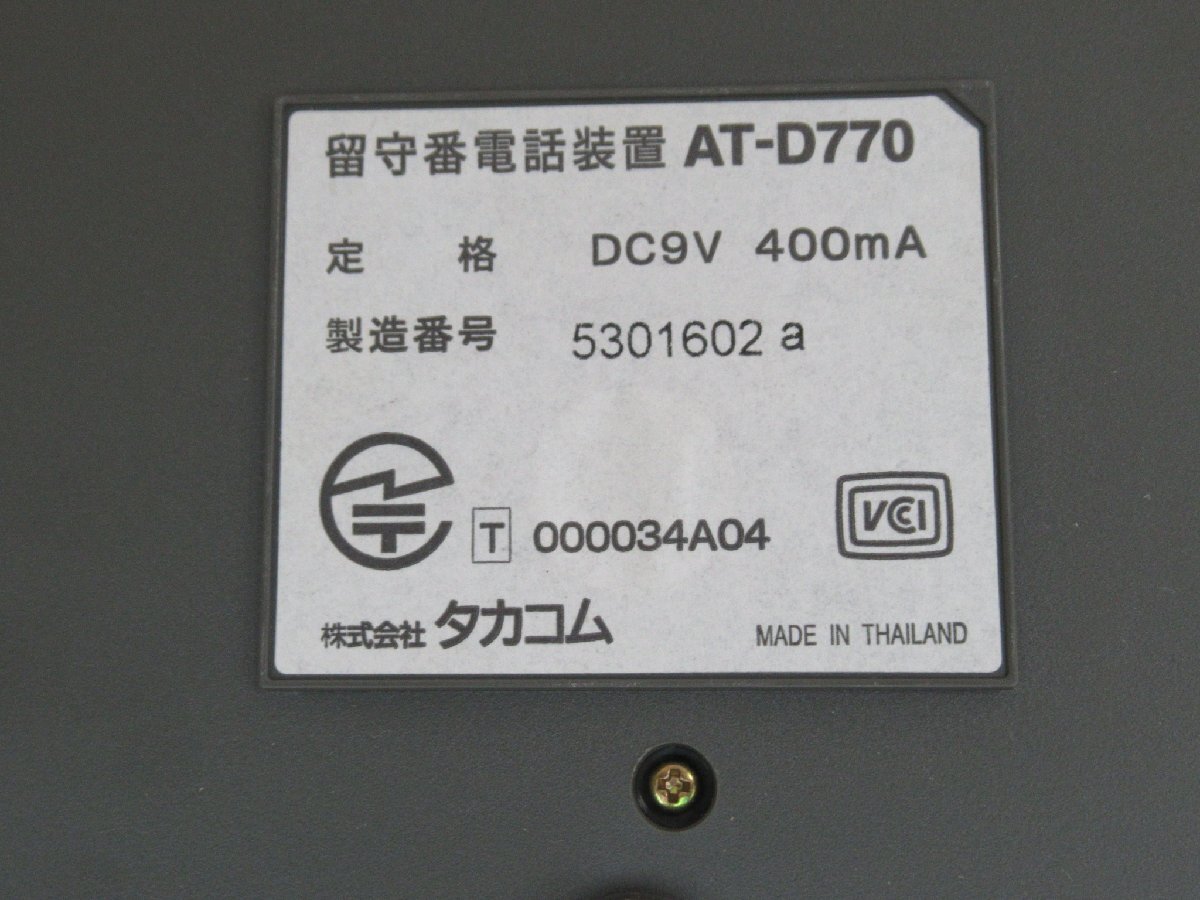 留守番電話装置 AT-D770
定格 DC9V 400mA
製造番号 5301602 a
T 000034A04
VCCI
株式会社 タカコム MADE IN THAILAND